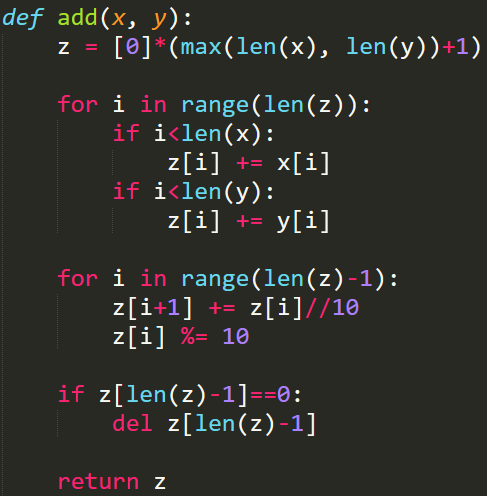 def add(x, y):
    z = [0]*(max(len(x), len(y))+1)

    for i in range(len(z)):
        if i<len(x):
            z[i] += x[i]
        if i<len(y):
            z[i] += y[i]

    for i in range(len(z)-1):
        z[i+1] += z[i]//10
        z[i] %= 10

    if z[len(z)-1]==0:
        del z[len(z)-1]

    return z